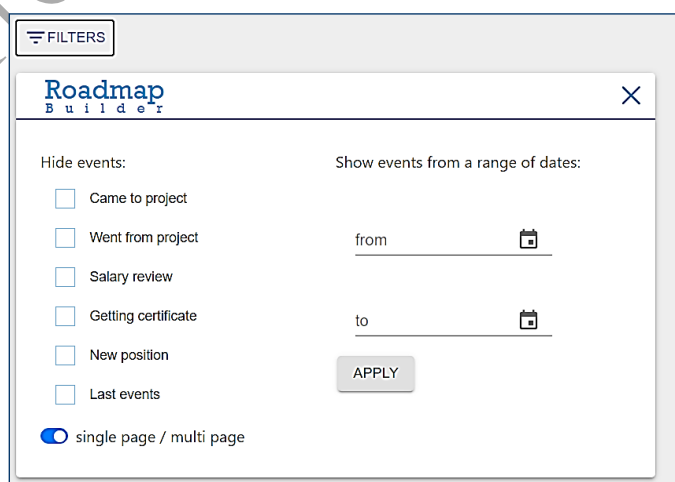 FILTERS
Roadmap
Builder
Hide events:
Came to project
Went from project
Salary review
Getting certificate
New position
Last events
single page / multi page
Show events from a range of dates:
from
to
APPLY